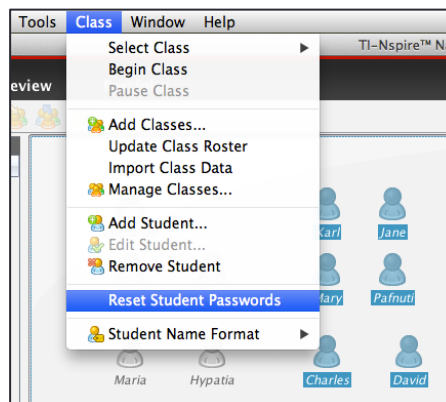 Tools Class Window Help
TI-Nspire™ N
eview
Select Class
Begin Class
Pause Class
Add Classes...
Update Class Roster
Import Class Data
Manage Classes...
Add Student...
Edit Student...
Remove Student
Reset Student Passwords
Student Name Format
Karl Jane
Mary Pafnuti
Maria Hypatia Charles David